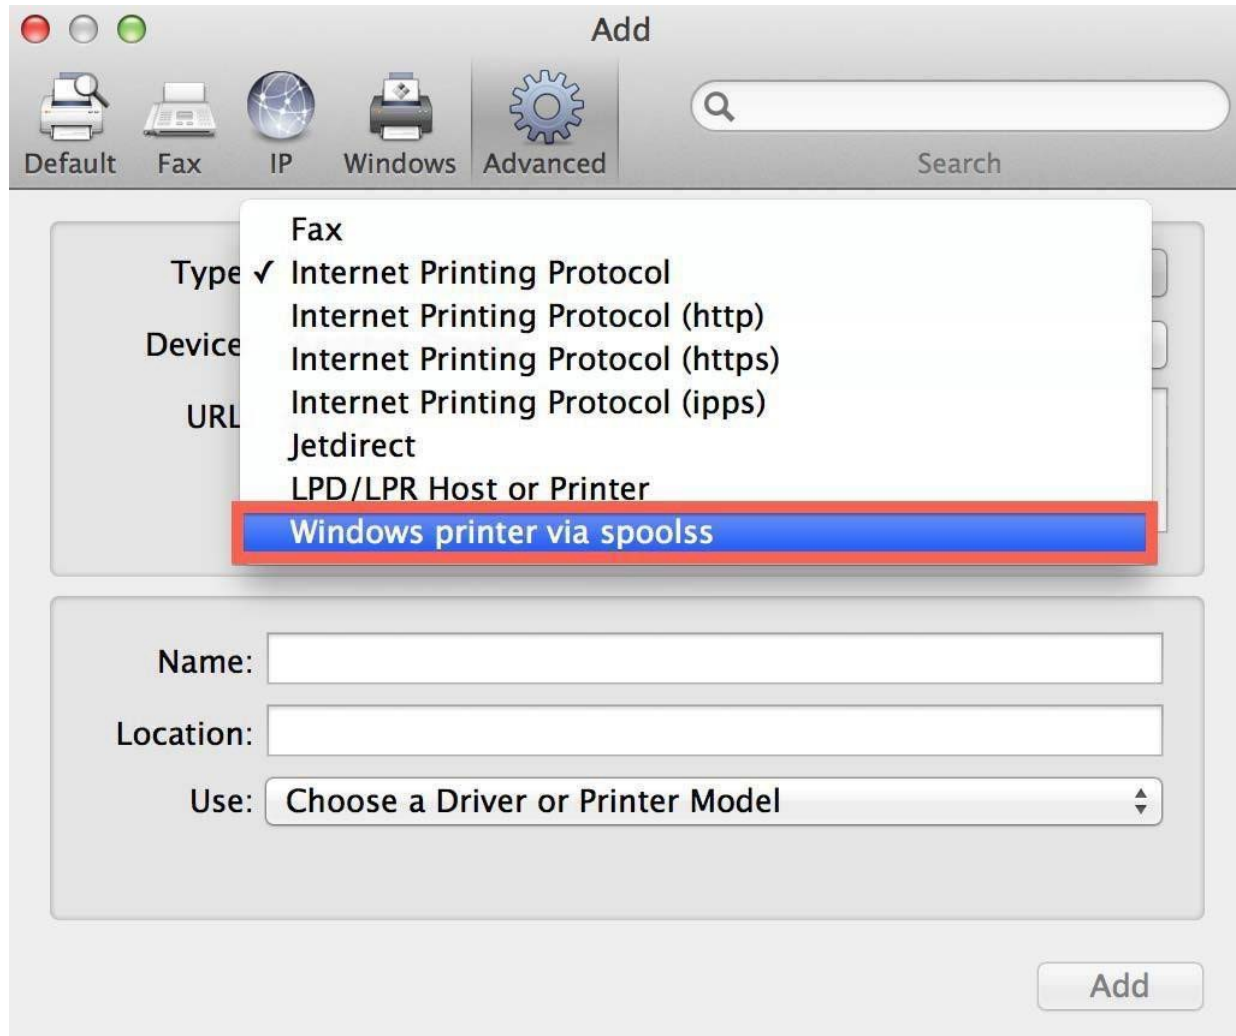 Add
Default Fax IP Windows Advanced Search
Fax
Type ✓ Internet Printing Protocol
Internet Printing Protocol (http)
Device
Internet Printing Protocol (https)
Internet Printing Protocol (ipps)
URL
Jetdirect
LPD/LPR Host or Printer
Windows printer via spoolss
Name:
Location:
Use: Choose a Driver or Printer Model
Add